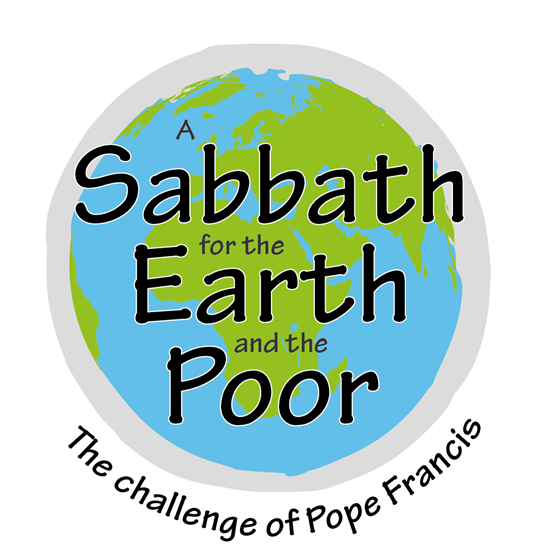 A
Sabbath
for the
Earth
and the
Poor
The challenge of Pope Francis